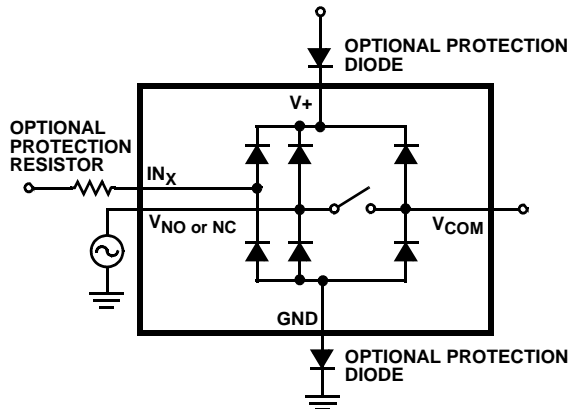 OPTIONAL PROTECTION
DIODE
V+
OPTIONAL
PROTECTION
RESISTOR
INX
VNO or NC
VCOM
GND
OPTIONAL PROTECTION
DIODE